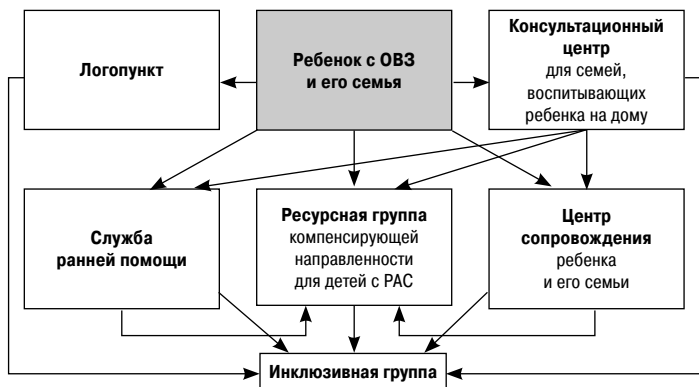 Логопункт
Ребенок с ОВЗ
и его семья
Консультационный
центр
для семей,
воспитывающих
ребенка на дому
Служба
ранней помощи
Ресурсная группа
компенсирующей
направленности
для детей с РАС
Центр
сопровождения
ребенка
и его семьи
Инклюзивная группа